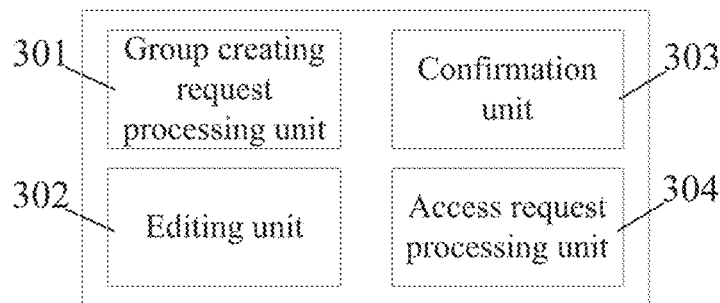 301
Group creating
request
processing unit
303
Confirmation
unit
302
Editing unit
304
Access request
processing unit